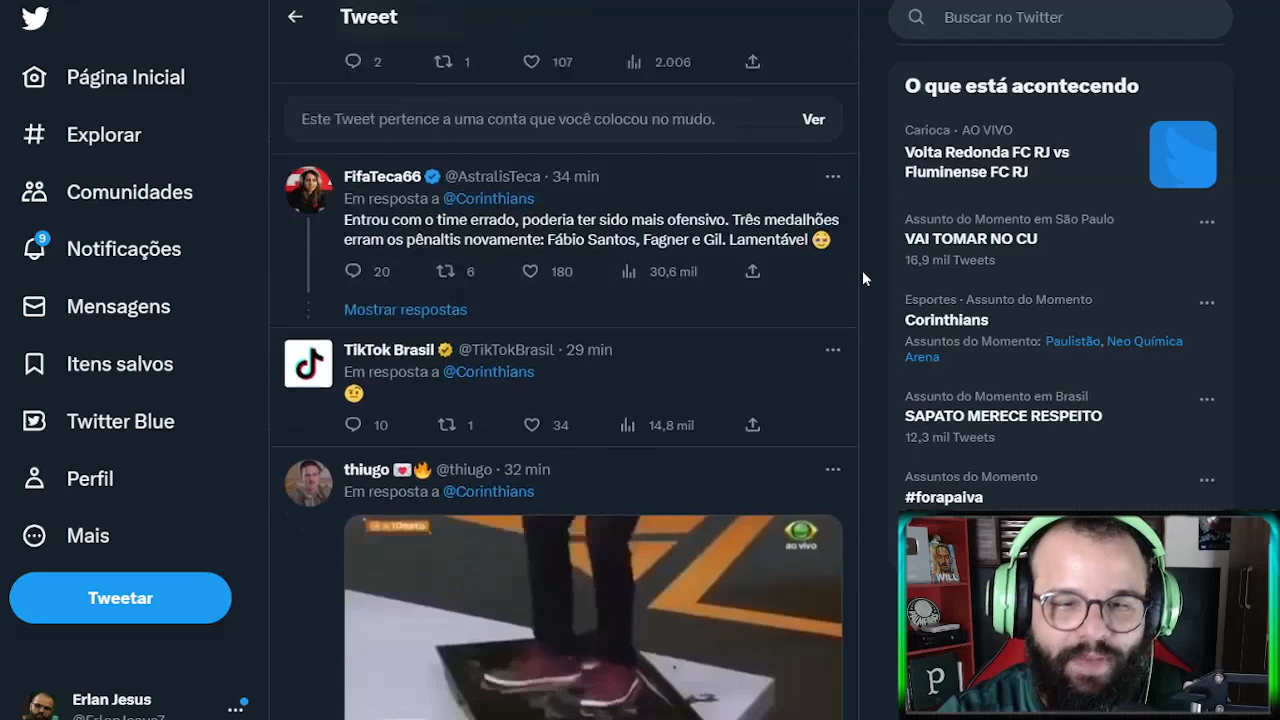 Tweet
Buscar no Twitter
2 1 107 2.006
Página Inicial
Explorar
Comunidades
9
Notificações
Mensagens
Itens salvos
Twitter Blue
Perfil
Mais
Tweetar
Erlan Jesus
Este Tweet pertence a uma conta que você colocou no mudo. Ver
FifaTeca66 @AstralisTeca · 34 min
Em resposta a @Corinthians
Entrou com o time errado, poderia ter sido mais ofensivo. Três medalhões
erram os pênaltis novamente: Fábio Santos, Fagner e Gil. Lamentável 🥹
20 6 180 30,6 mil
Mostrar respostas
TikTok Brasil @TikTokBrasil · 29 min
Em resposta a @Corinthians
🤨
10 1 34 14,8 mil
thiugo 💌🔥 @thiugo · 32 min
Em resposta a @Corinthians
ao vivo
O que está acontecendo
Carioca · AO VIVO
Volta Redonda FC RJ vs
Fluminense FC RJ
Assunto do Momento em São Paulo
VAI TOMAR NO CU
16,9 mil Tweets
Esportes · Assunto do Momento
Corinthians
Assuntos do Momento: Paulistão, Neo Química
Arena
Assunto do Momento em Brasil
SAPATO MERECE RESPEITO
12,3 mil Tweets
Assuntos do Momento
#forapaiva
WILL